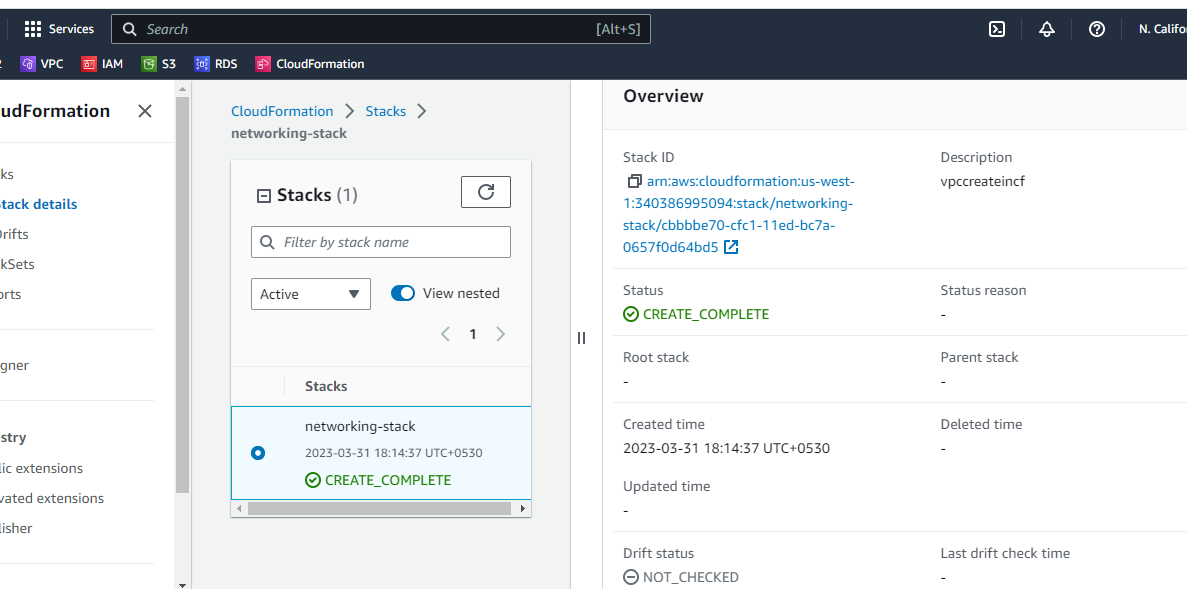 Services
Search
[Alt+S]
N. Califo
2
VPC
IAM
S3
RDS
CloudFormation
udFormation
ks
tack details
Drifts
kSets
orts
gner
stry
lic extensions
vated extensions
lisher
CloudFormation
Stacks
networking-stack
Stacks (1)
Filter by stack name
Active
View nested
1
Stacks
networking-stack
2023-03-31 18:14:37 UTC+0530
CREATE_COMPLETE
Overview
Stack ID
arn:aws:cloudformation:us-west-
1:340386995094:stack/networking-
stack/cbbbbe70-cfc1-11ed-bc7a-
0657f0d64bd5
Description
vpccreateincf
Status
CREATE_COMPLETE
Status reason
-
Root stack
-
Parent stack
-
Created time
2023-03-31 18:14:37 UTC+0530
Deleted time
-
Updated time
-
Drift status
NOT_CHECKED
Last drift check time
-